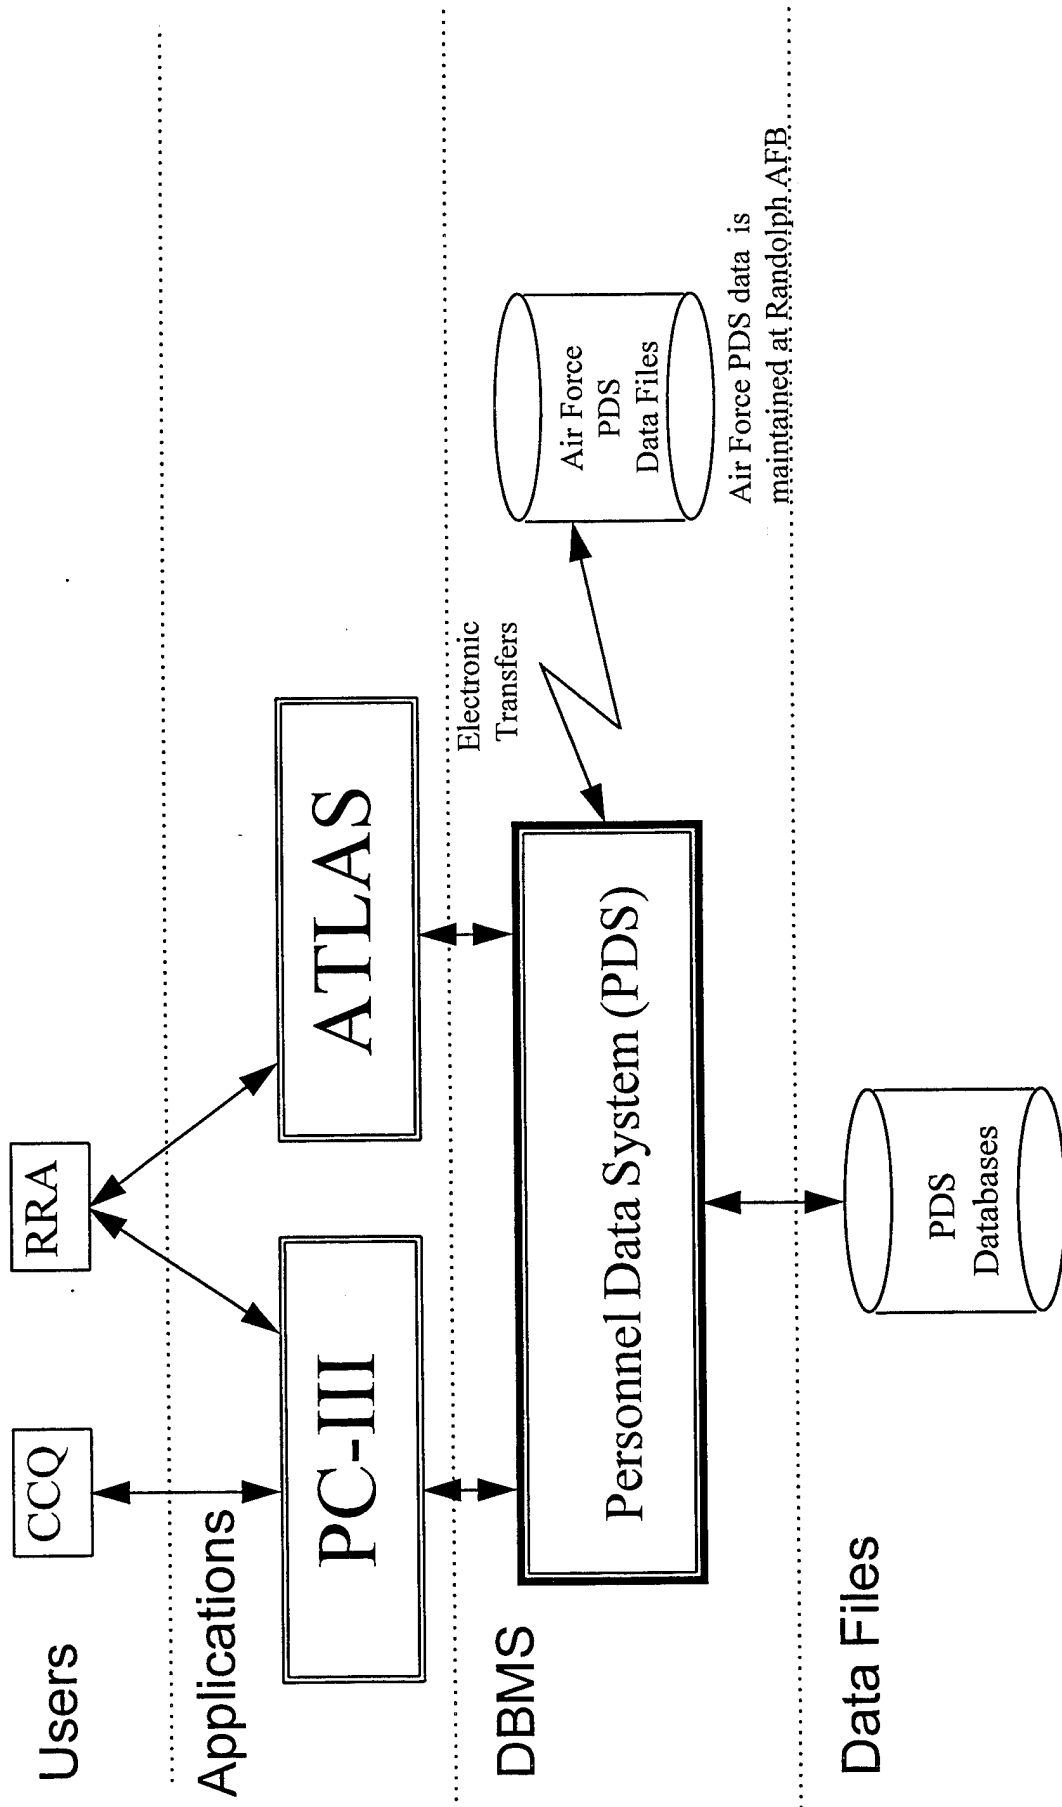 Users
CCQ
RRA
Applications
PC-III
ATLAS
DBMS
Personnel Data System (PDS)
Electronic
Transfers
Air Force
PDS
Data Files
Air Force PDS data is
maintained at Randolph AFB
Data Files
PDS
Databases